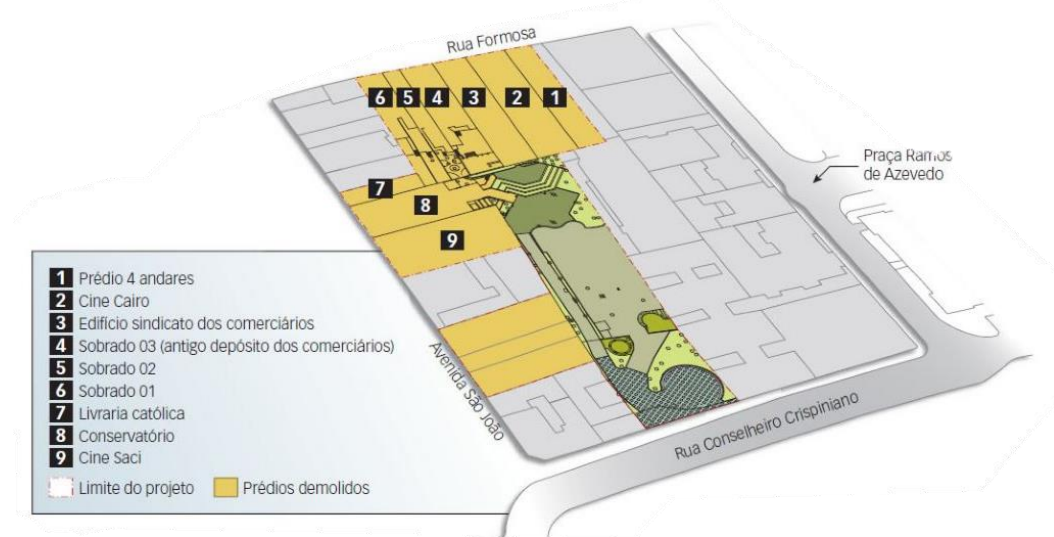 Rua Formosa
6 5 4 3 2 1
Praça Ramos
de Azevedo
7
8
9
1 Prédio 4 andares
2 Cine Cairo
3 Edifício sindicato dos comerciários
4 Sobrado 03 (antigo depósito dos comerciários)
5 Sobrado 02
6 Sobrado 01
7 Livraria católica
8 Conservatório
9 Cine Saci
Limite do projeto Prédios demolidos
Avenida São João
Rua Conselheiro Crispiniano